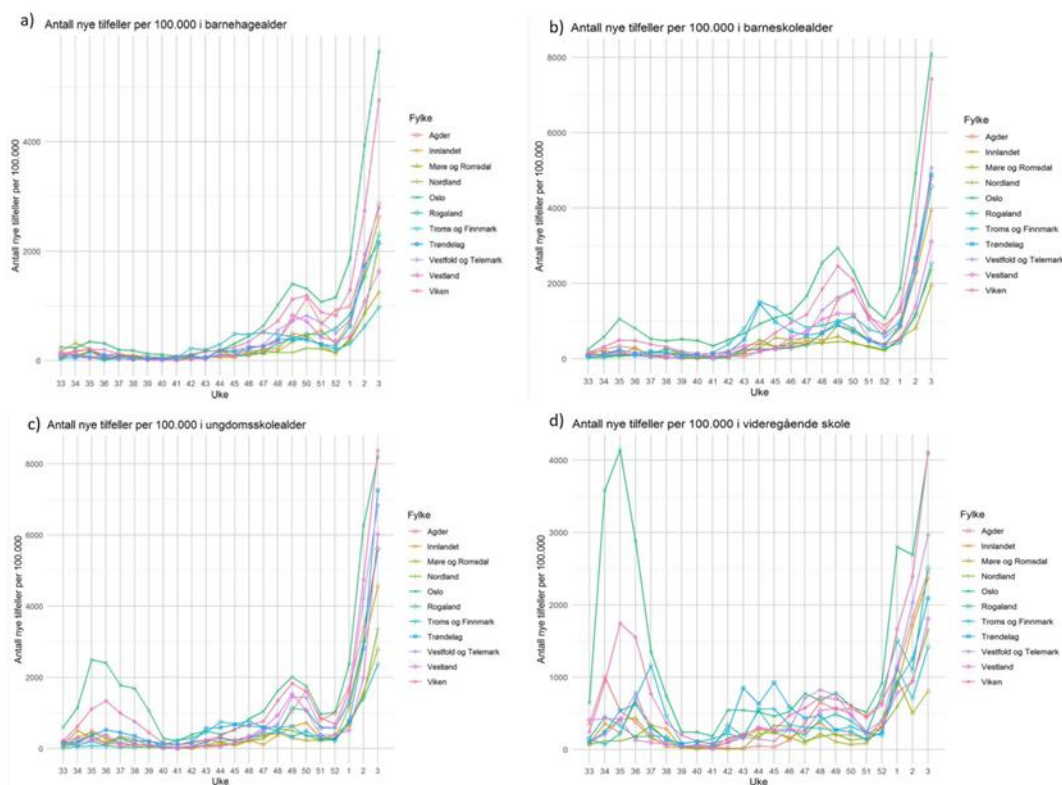 a) Antall nye tilfeller per 100.000 i barnehagealder
Antall nye tilfeller per 100.000
4000
2000
0
33 34 35 36 37 38 39 40 41 42 43 44 45 46 47 48 49 50 51 52 1 2 3
Uke
Fylke
Agder
Innlandet
Møre og Romsdal
Nordland
Oslo
Rogaland
Troms og Finnmark
Trøndelag
Vestfold og Telemark
Vestland
Viken
b) Antall nye tilfeller per 100.000 i barneskolealder
Antall nye tilfeller per 100.000
8000
6000
4000
2000
0
33 34 35 36 37 38 39 40 41 42 43 44 45 46 47 48 49 50 51 52 1 2 3
Uke
Fylke
Agder
Innlandet
Møre og Romsdal
Nordland
Oslo
Rogaland
Troms og Finnmark
Trøndelag
Vestfold og Telemark
Vestland
Viken
c) Antall nye tilfeller per 100.000 i ungdomsskolealder
Antall nye tilfeller per 100.000
8000
6000
4000
2000
0
33 34 35 36 37 38 39 40 41 42 43 44 45 46 47 48 49 50 51 52 1 2 3
Uke
Fylke
Agder
Innlandet
Møre og Romsdal
Nordland
Oslo
Rogaland
Troms og Finnmark
Trøndelag
Vestfold og Telemark
Vestland
Viken
d) Antall nye tilfeller per 100.000 i videregående skole
Antall nye tilfeller per 100.000
4000
3000
2000
1000
0
33 34 35 36 37 38 39 40 41 42 43 44 45 46 47 48 49 50 51 52 1 2 3
Uke
Fylke
Agder
Innlandet
Møre og Romsdal
Nordland
Oslo
Rogaland
Troms og Finnmark
Trøndelag
Vestfold og Telemark
Vestland
Viken